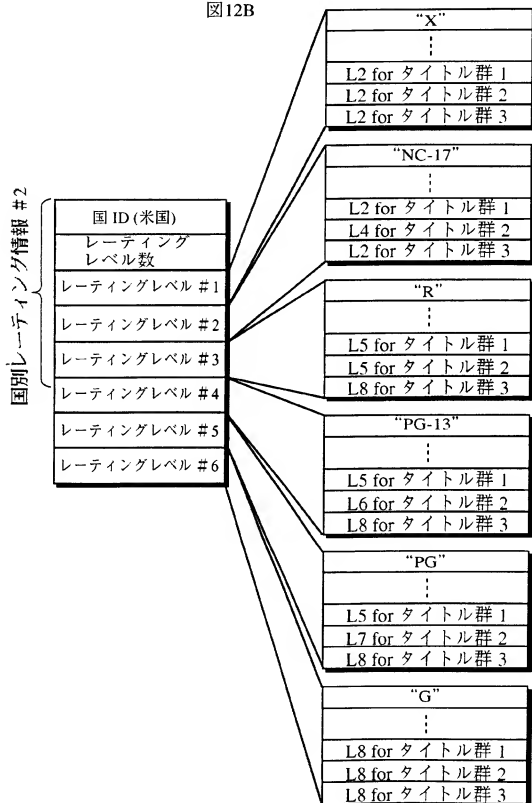 図12B
国別レーティング情報 #2
国 ID (米国)
レーティング
レベル数
レーティングレベル #1
レーティングレベル #2
レーティングレベル #3
レーティングレベル #4
レーティングレベル #5
レーティングレベル #6
“X”
L2 for タイトル群 1
L2 for タイトル群 2
L2 for タイトル群 3
“NC-17”
L2 for タイトル群 1
L4 for タイトル群 2
L2 for タイトル群 3
“R”
L5 for タイトル群 1
L5 for タイトル群 2
L8 for タイトル群 3
“PG-13”
L5 for タイトル群 1
L6 for タイトル群 2
L8 for タイトル群 3
“PG”
L5 for タイトル群 1
L7 for タイトル群 2
L8 for タイトル群 3
“G”
L8 for タイトル群 1
L8 for タイトル群 2
L8 for タイトル群 3